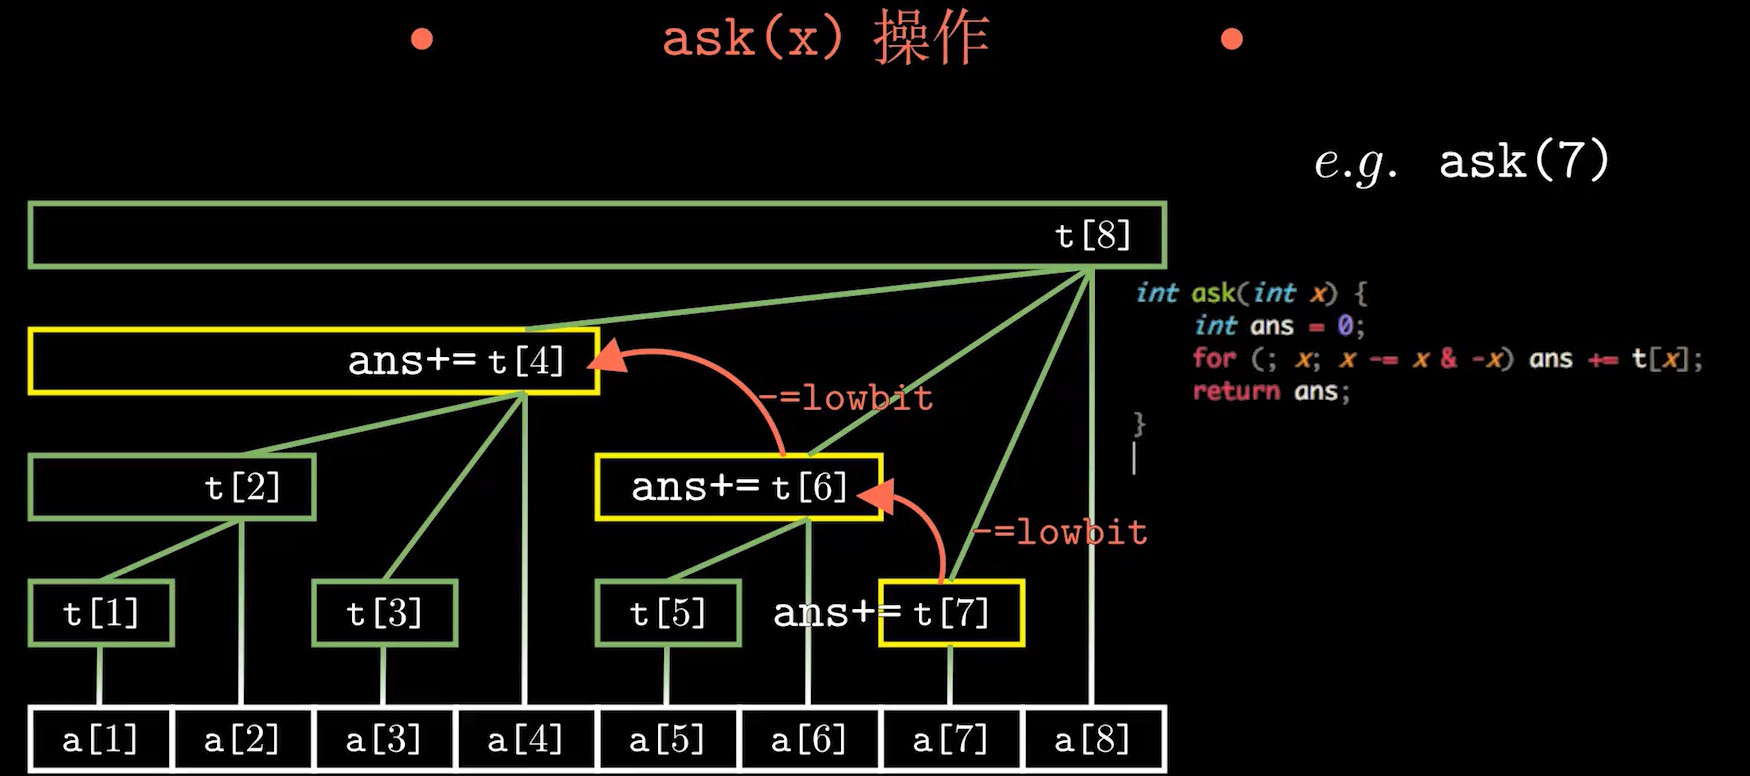 ask(x) 操作
e.g. ask(7)
t[8]
int ask(int x) {
int ans = 0;
for (; x; x -= x & -x) ans += t[x];
return ans;
}
ans+= t[4]
-=lowbit
t[2]
ans+= t[6]
-=lowbit
t[1] t[3] t[5] ans+= t[7]
a[1] a[2] a[3] a[4] a[5] a[6] a[7] a[8]